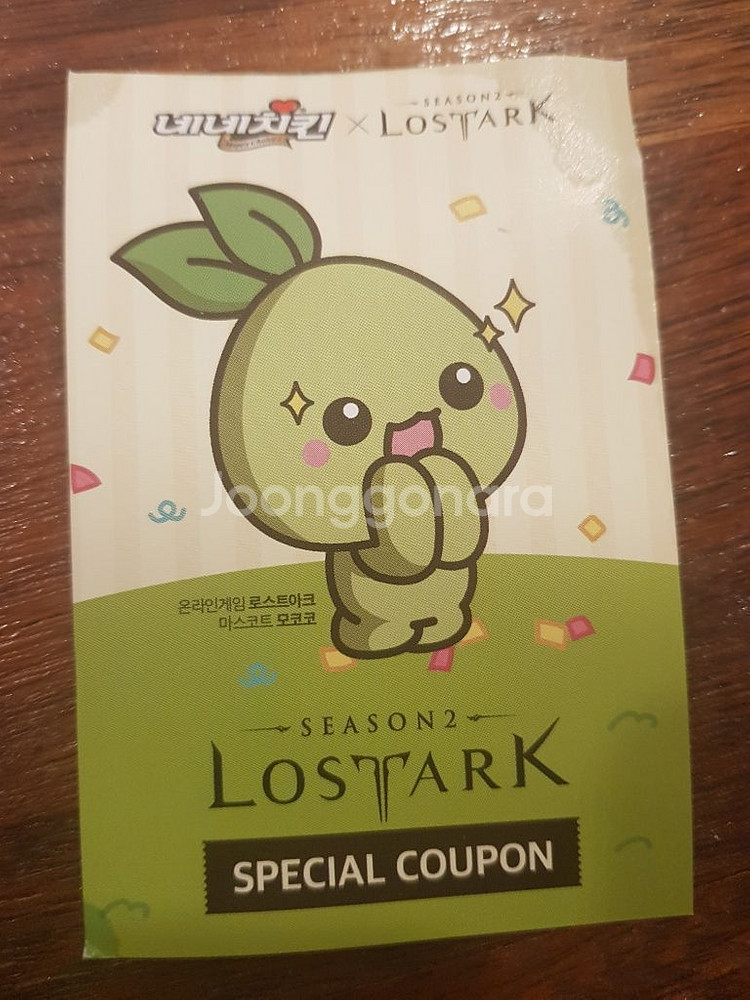 네네치킨 × SEASON2 LOSTARK
Joonggonara
온라인게임 로스트아크
마스코트 모코코
SEASON2
LOSTARK
SPECIAL COUPON